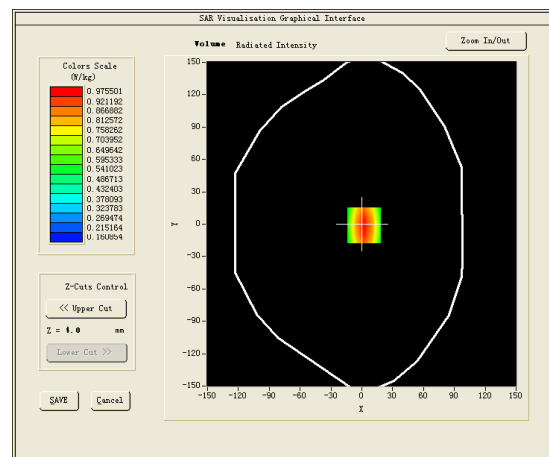 SAR Visualisation Graphical Interface
Volume Radiated Intensity
Zoom In/Out
Colors Scale
(W/kg)
0.975501
0.921192
0.866882
0.812572
0.758262
0.703952
0.649642
0.595333
0.541023
0.486713
0.432403
0.378093
0.323783
0.269474
0.215164
0.160854
Z-Cuts Control
<< Upper Cut
Z = 4.0 mm
Lower Cut >>
SAVE
Cancel
Y
150
120
90
60
30
0
-30
-60
-90
-120
-150
-150 -120 -90 -60 -30 0 30 60 90 120 150
X